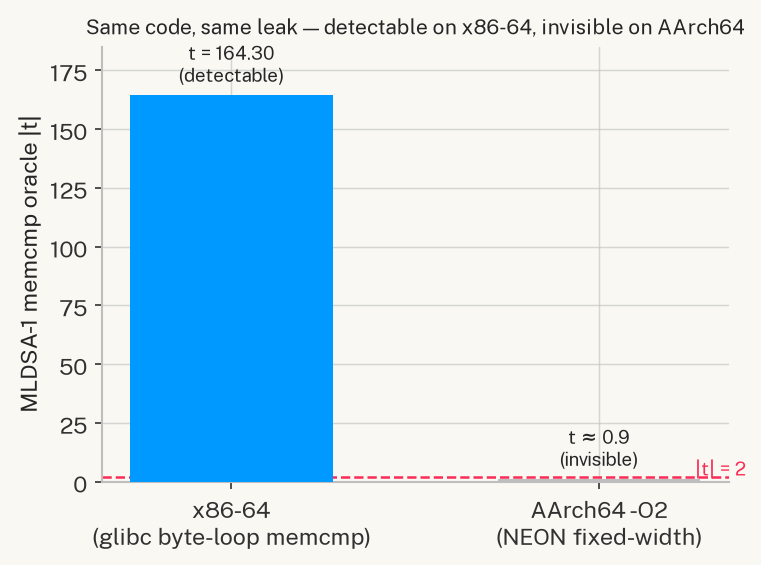 Same code, same leak — detectable on x86-64, invisible on AArch64
t = 164.30
(detectable)
175
150
125
100
75
50
25
0
MLDSA-1 memcmp oracle |t|
t ≈ 0.9
(invisible)
|t| = 2
x86-64
(glibc byte-loop memcmp)
AArch64 -O2
(NEON fixed-width)